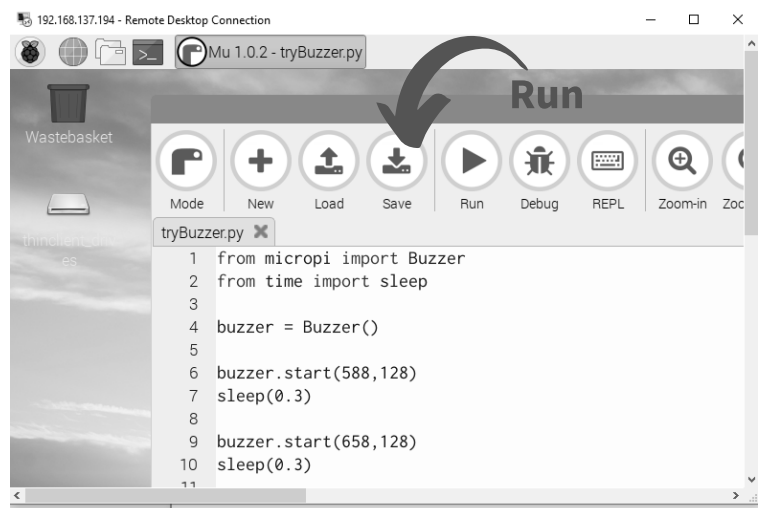 192.168.137.194 - Remote Desktop Connection
Mu 1.0.2 - tryBuzzer.py
Run
Wastebasket
Mode New Load Save Run Debug REPL Zoom-in Zoo
tryBuzzer.py
1 from micropi import Buzzer
2 from time import sleep
3
4 buzzer = Buzzer()
5
6 buzzer.start(588,128)
7 sleep(0.3)
8
9 buzzer.start(658,128)
10 sleep(0.3)
11